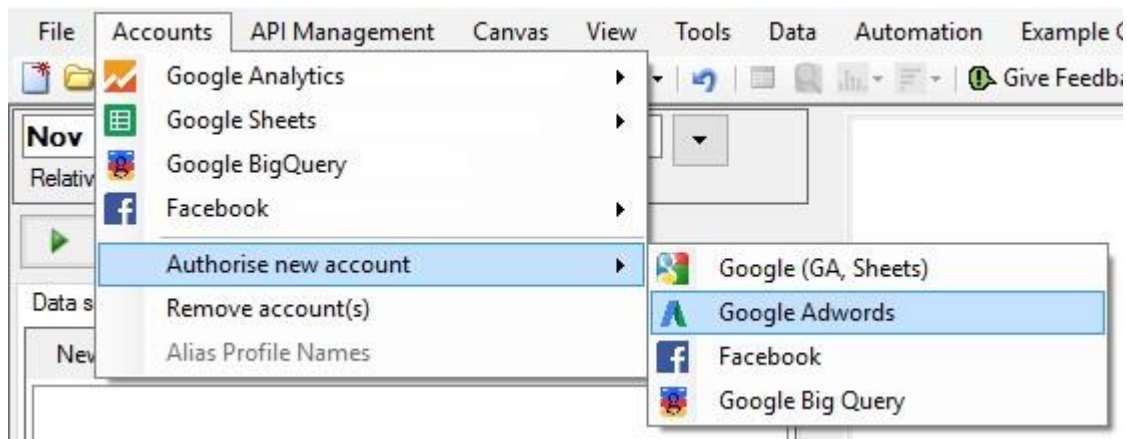 File Accounts API Management Canvas View Tools Data Automation Example
Google Analytics
Give Feedba
Google Sheets
Nov
Google BigQuery
Relativ
Facebook
Authorise new account
Google (GA, Sheets)
Data s
Remove account(s)
Google Adwords
New
Alias Profile Names
Facebook
Google Big Query